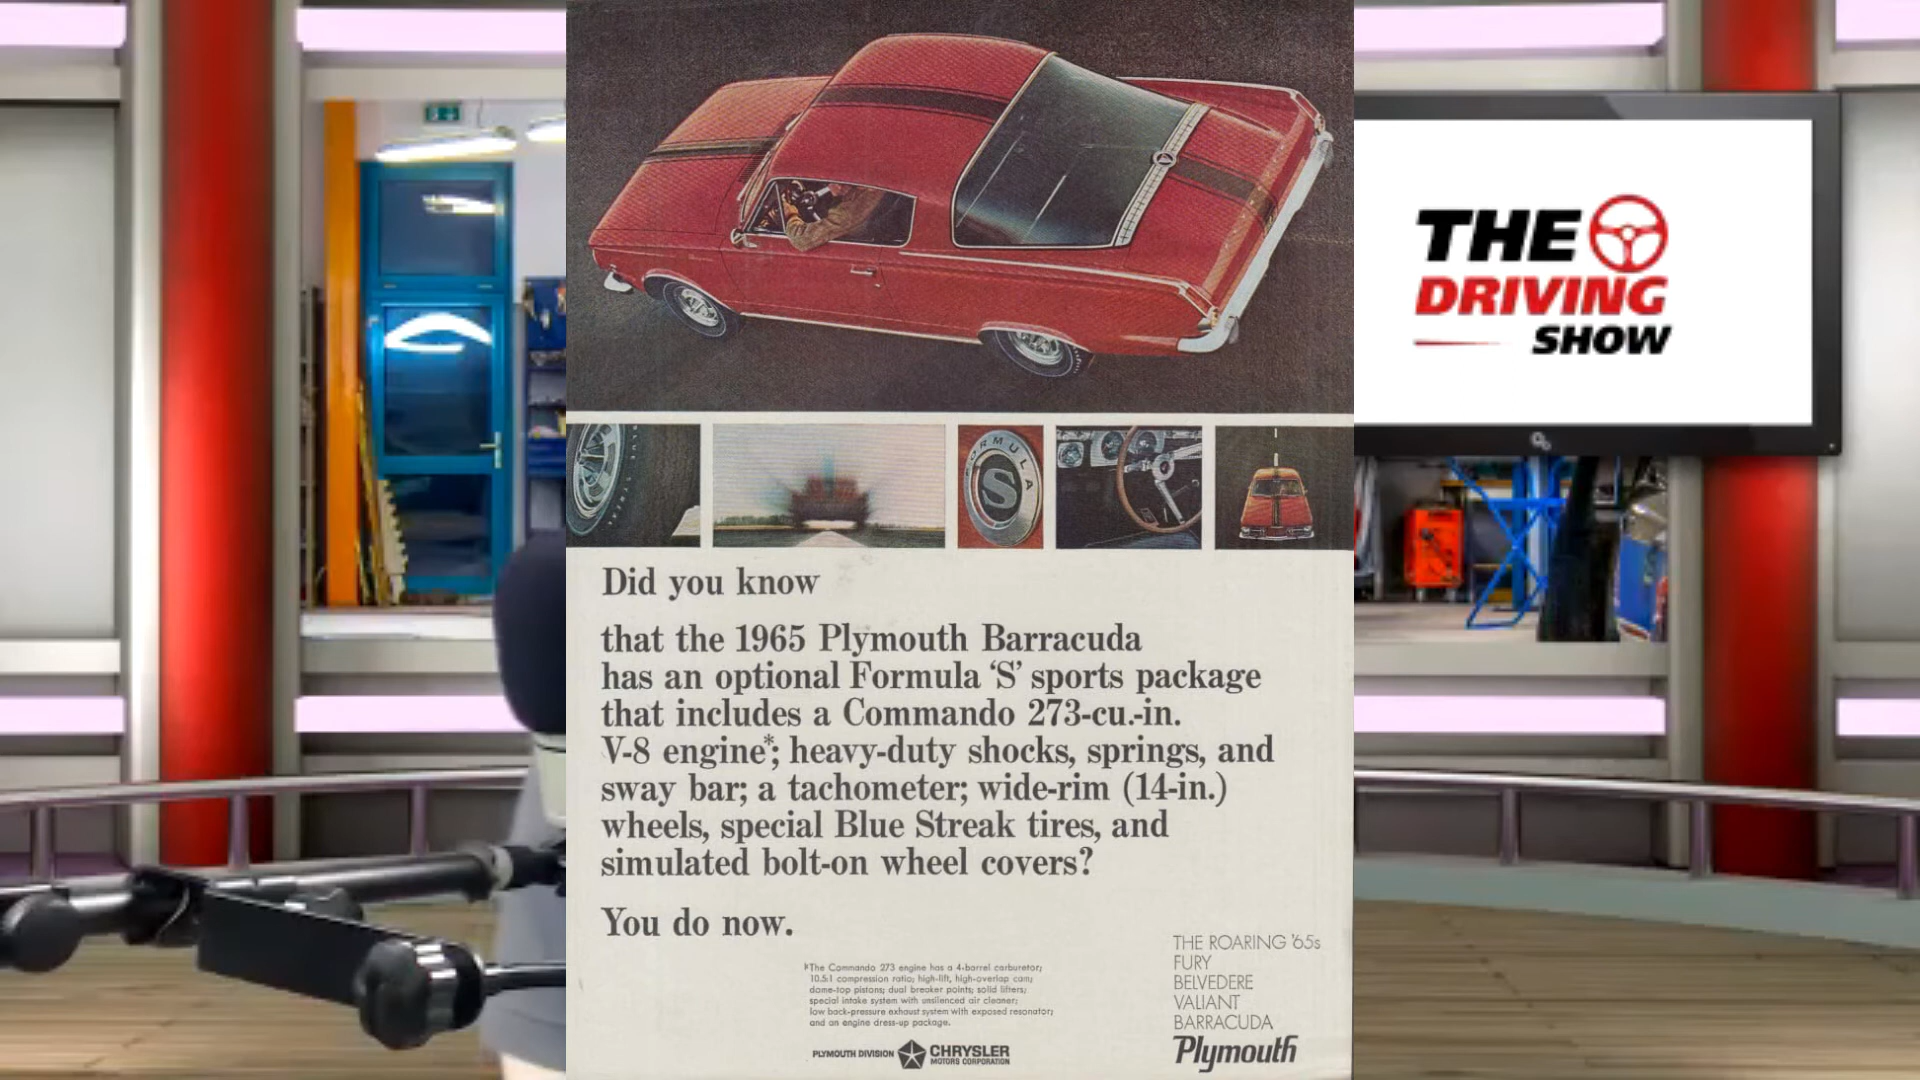 THE
DRIVING
SHOW
FORMULA
S
Did you know
that the 1965 Plymouth Barracuda
has an optional Formula ‘S’ sports package
that includes a Commando 273-cu.-in.
V-8 engine*; heavy-duty shocks, springs, and
sway bar; a tachometer; wide-rim (14-in.)
wheels, special Blue Streak tires, and
simulated bolt-on wheel covers?
You do now.
*The Commando 273 engine has a 4-barrel carburetor;
10.5:1 compression ratio; high-lift, high-overlap cam;
dome-top pistons; dual breaker points; solid lifters;
special intake system with unsilenced air cleaner;
low back-pressure exhaust system with exposed resonator;
and an engine dress-up package.
PLYMOUTH DIVISION CHRYSLER
MOTORS CORPORATION
THE ROARING '65s
FURY
BELVEDERE
VALIANT
BARRACUDA
Plymouth